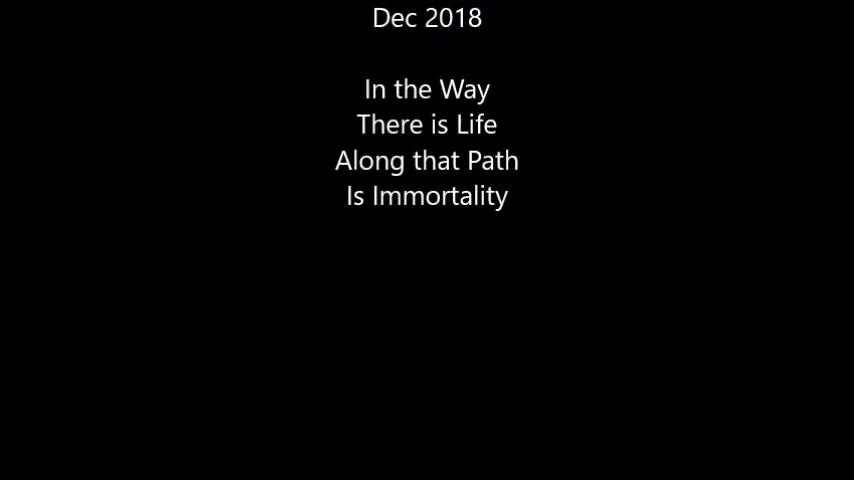 Dec 2018
In the Way
There is Life
Along that Path
Is Immortality